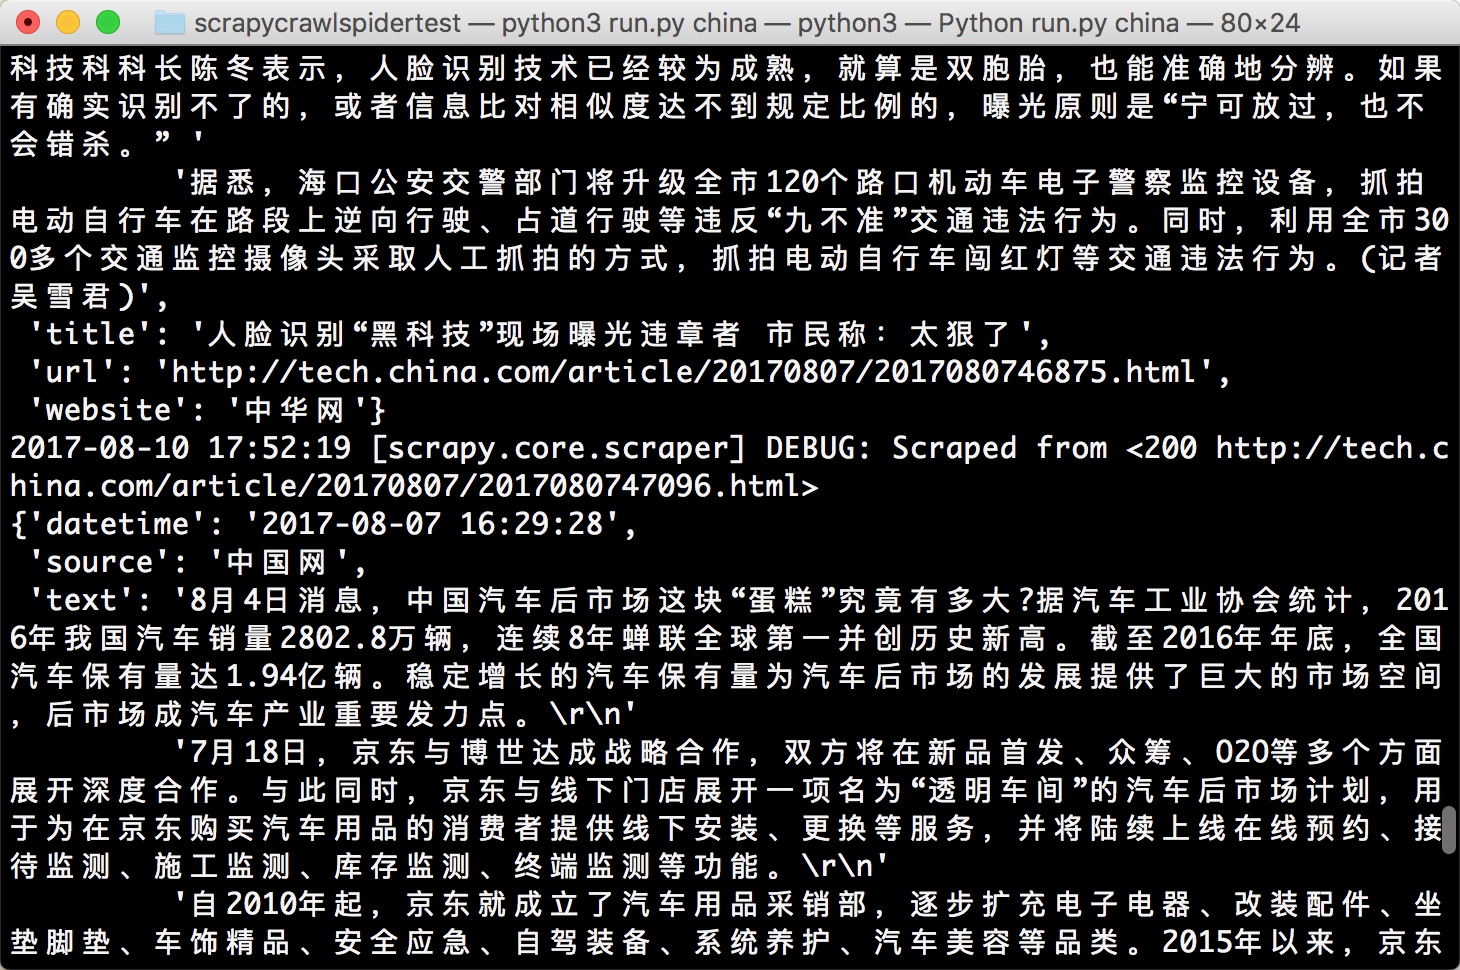 scrapycrawlspidertest — python3 run.py china — python3 — Python run.py china — 80×24
科技科科长陈冬表示，人脸识别技术已经较为成熟，就算是双胞胎，也能准确地分辨。如果
有确实识别不了的，或者信息比对相似度达不到规定比例的，曝光原则是“宁可放过，也不
会错杀。” '
'据悉，海口公安交警部门将升级全市120个路口机动车电子警察监控设备，抓拍
电动自行车在路段上逆向行驶、占道行驶等违反“九不准”交通违法行为。同时，利用全市30
0多个交通监控摄像头采取人工抓拍的方式，抓拍电动自行车闯红灯等交通违法行为。(记者
吴雪君)',
'title': '人脸识别“黑科技”现场曝光违章者 市民称：太狠了',
'url': 'http://tech.china.com/article/20170807/2017080746875.html',
'website': '中华网'}
2017-08-10 17:52:19 [scrapy.core.scraper] DEBUG: Scraped from <200 http://tech.c
hina.com/article/20170807/2017080747096.html>
{'datetime': '2017-08-07 16:29:28',
'source': '中国网',
'text': '8月4日消息，中国汽车后市场这块“蛋糕”究竟有多大?据汽车工业协会统计，201
6年我国汽车销量2802.8万辆，连续8年蝉联全球第一并创历史新高。截至2016年年底，全国
汽车保有量达1.94亿辆。稳定增长的汽车保有量为汽车后市场的发展提供了巨大的市场空间
，后市场成汽车产业重要发力点。\r\n'
'7月18日，京东与博世达成战略合作，双方将在新品首发、众筹、O2O等多个方面
展开深度合作。与此同时，京东与线下门店展开一项名为“透明车间”的汽车后市场计划，用
于为在京东购买汽车用品的消费者提供线下安装、更换等服务，并将陆续上线在线预约、接
待监测、施工监测、库存监测、终端监测等功能。\r\n'
'自2010年起，京东就成立了汽车用品采销部，逐步扩充电子电器、改装配件、坐
垫脚垫、车饰精品、安全应急、自驾装备、系统养护、汽车美容等品类。2015年以来，京东